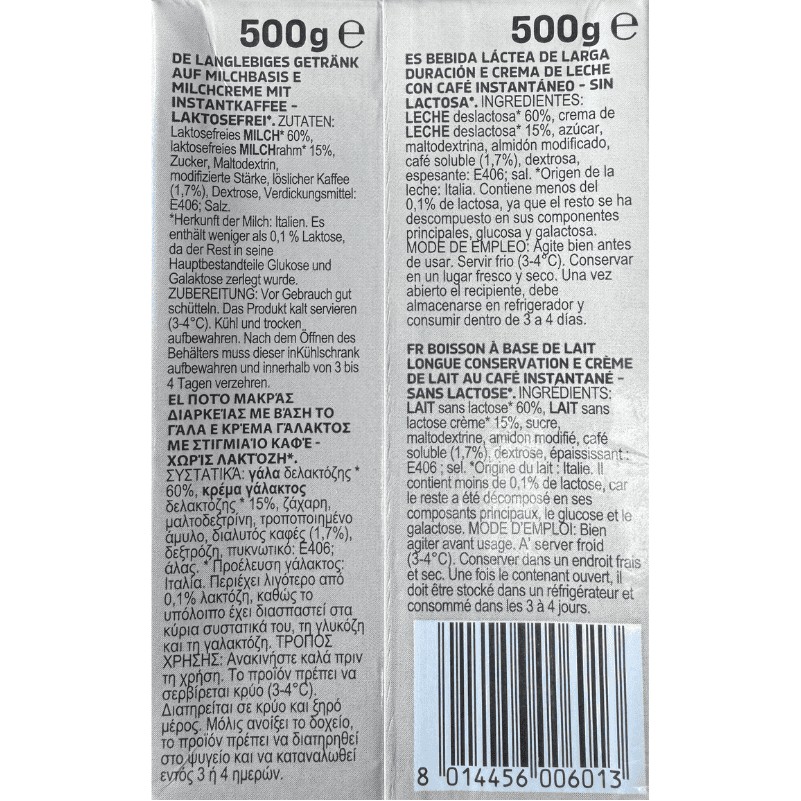 500g e
DE LANGLEBIGES GETRÄNK
AUF MILCHBASIS E
MILCHCREME MIT
INSTANTKAFFEE -
LAKTOSEFREI*. ZUTATEN:
Laktosefreies MILCH* 60%,
laktosefreies MILCHrahm* 15%,
Zucker, Maltodextrin,
modifizierte Stärke, löslicher Kaffee
(1,7%), Dextrose, Verdickungsmittel:
E406; Salz.
*Herkunft der Milch: Italien. Es
enthält weniger als 0,1 % Laktose,
da der Rest in seine
Hauptbestandteile Glukose und
Galaktose zerlegt wurde.
ZUBEREITUNG: Vor Gebrauch gut
schütteln. Das Produkt kalt servieren
(3-4°C). Kühl und trocken
aufbewahren. Nach dem Öffnen des
Behälters muss dieser inKühlschrank
aufbewahren und innerhalb von 3 bis
4 Tagen verzehren.
EL ΠΟΤΟ ΜΑΚΡΆΣ
ΔΙΑΡΚΕΊΑΣ ΜΕ ΒΆΣΗ ΤΟ
ΓΆΛΑ Ε ΚΡΈΜΑ ΓΆΛΑΚΤΟΣ
ΜΕ ΣΤΙΓΜΙΑΊΟ ΚΑΦΈ -
ΧΩΡΊΣ ΛΑΚΤΌΖΗ*.
ΣΥΣΤΑΤΙΚΆ: γάλα δελακτόζης *
60%, κρέμα γάλακτος
δελακτόζης * 15%, ζάχαρη,
μαλτοδεξτρίνη, τροποποιημένο
άμυλο, διαλυτός καφές (1,7%),
δεξτρόζη, πυκνωτικό: E406;
άλας. * Προέλευση γάλακτος:
Ιταλία. Περιέχει λιγότερο από
0,1% λακτόζη, καθώς το
υπόλοιπο έχει διασπαστεί στα
κύρια συστατικά του, τη γλυκόζη
και τη γαλακτόζη. ΤΡΟΠΟΣ
ΧΡΗΣΗΣ: Ανακινήστε καλά πριν
τη χρήση. Το προϊόν πρέπει να
σερβίρεται κρύο (3-4°C).
Διατηρείται σε κρύο και ξηρό
μέρος. Μόλις ανοίξει το δοχείο,
το προϊόν πρέπει να διατηρηθεί
στο ψυγείο και να καταναλωθεί
εντός 3 ή 4 ημερών.
500g e
ES BEBIDA LÁCTEA DE LARGA
DURACIÓN E CREMA DE LECHE
CON CAFÉ INSTANTÁNEO - SIN
LACTOSA*. INGREDIENTES:
LECHE deslactosa* 60%, crema de
LECHE deslactosa* 15%, azúcar,
maltodextrina, almidón modificado,
café soluble (1,7%), dextrosa,
espesante: E406; sal. *Origen de la
leche: Italia. Contiene menos del
0,1% de lactosa, ya que el resto se ha
descompuesto en sus componentes
principales, glucosa y galactosa.
MODE DE EMPLEO: Agite bien antes
de usar. Servir frio (3-4°C). Conservar
en un lugar fresco y seco. Una vez
abierto el recipiente, debe
almacenarse en refrigerador y
consumir dentro de 3 a 4 días.
FR BOISSON À BASE DE LAIT
LONGUE CONSERVATION E CRÈME
DE LAIT AU CAFÉ INSTANTANÉ -
SANS LACTOSE*. INGRÉDIENTS:
LAIT sans lactose* 60%, LAIT sans
lactose crème* 15%, sucre,
maltodextrine, amidon modifié, café
soluble (1,7%), dextrose, épaississant :
E406 ; sel. *Origine du lait : Italie. Il
contient moins de 0,1% de lactose, car
le reste a été décomposé en ses
composants principaux, le glucose et le
galactose. MODE D'EMPLOI: Bien
agiter avant usage. A' server froid
(3-4°C). Conserver dans un endroit frais
et sec. Une fois le contenant ouvert, il
doit être stocké dans un réfrigérateur et
consommé dans les 3 à 4 jours.
8 014456 006013